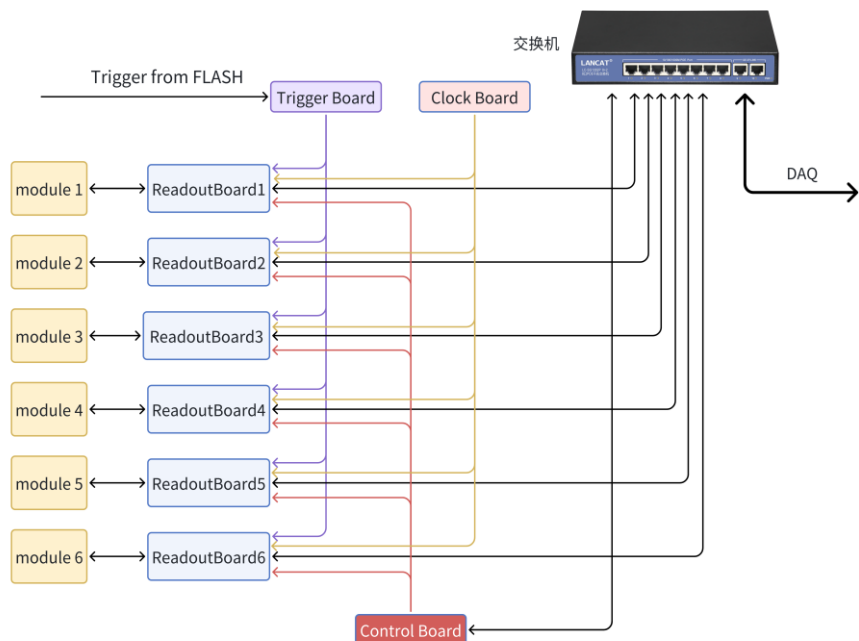 交换机
LANCAT
Trigger from FLASH
Trigger Board
Clock Board
DAQ
module 1
ReadoutBoard1
module 2
ReadoutBoard2
module 3
ReadoutBoard3
module 4
ReadoutBoard4
module 5
ReadoutBoard5
module 6
ReadoutBoard6
Control Board